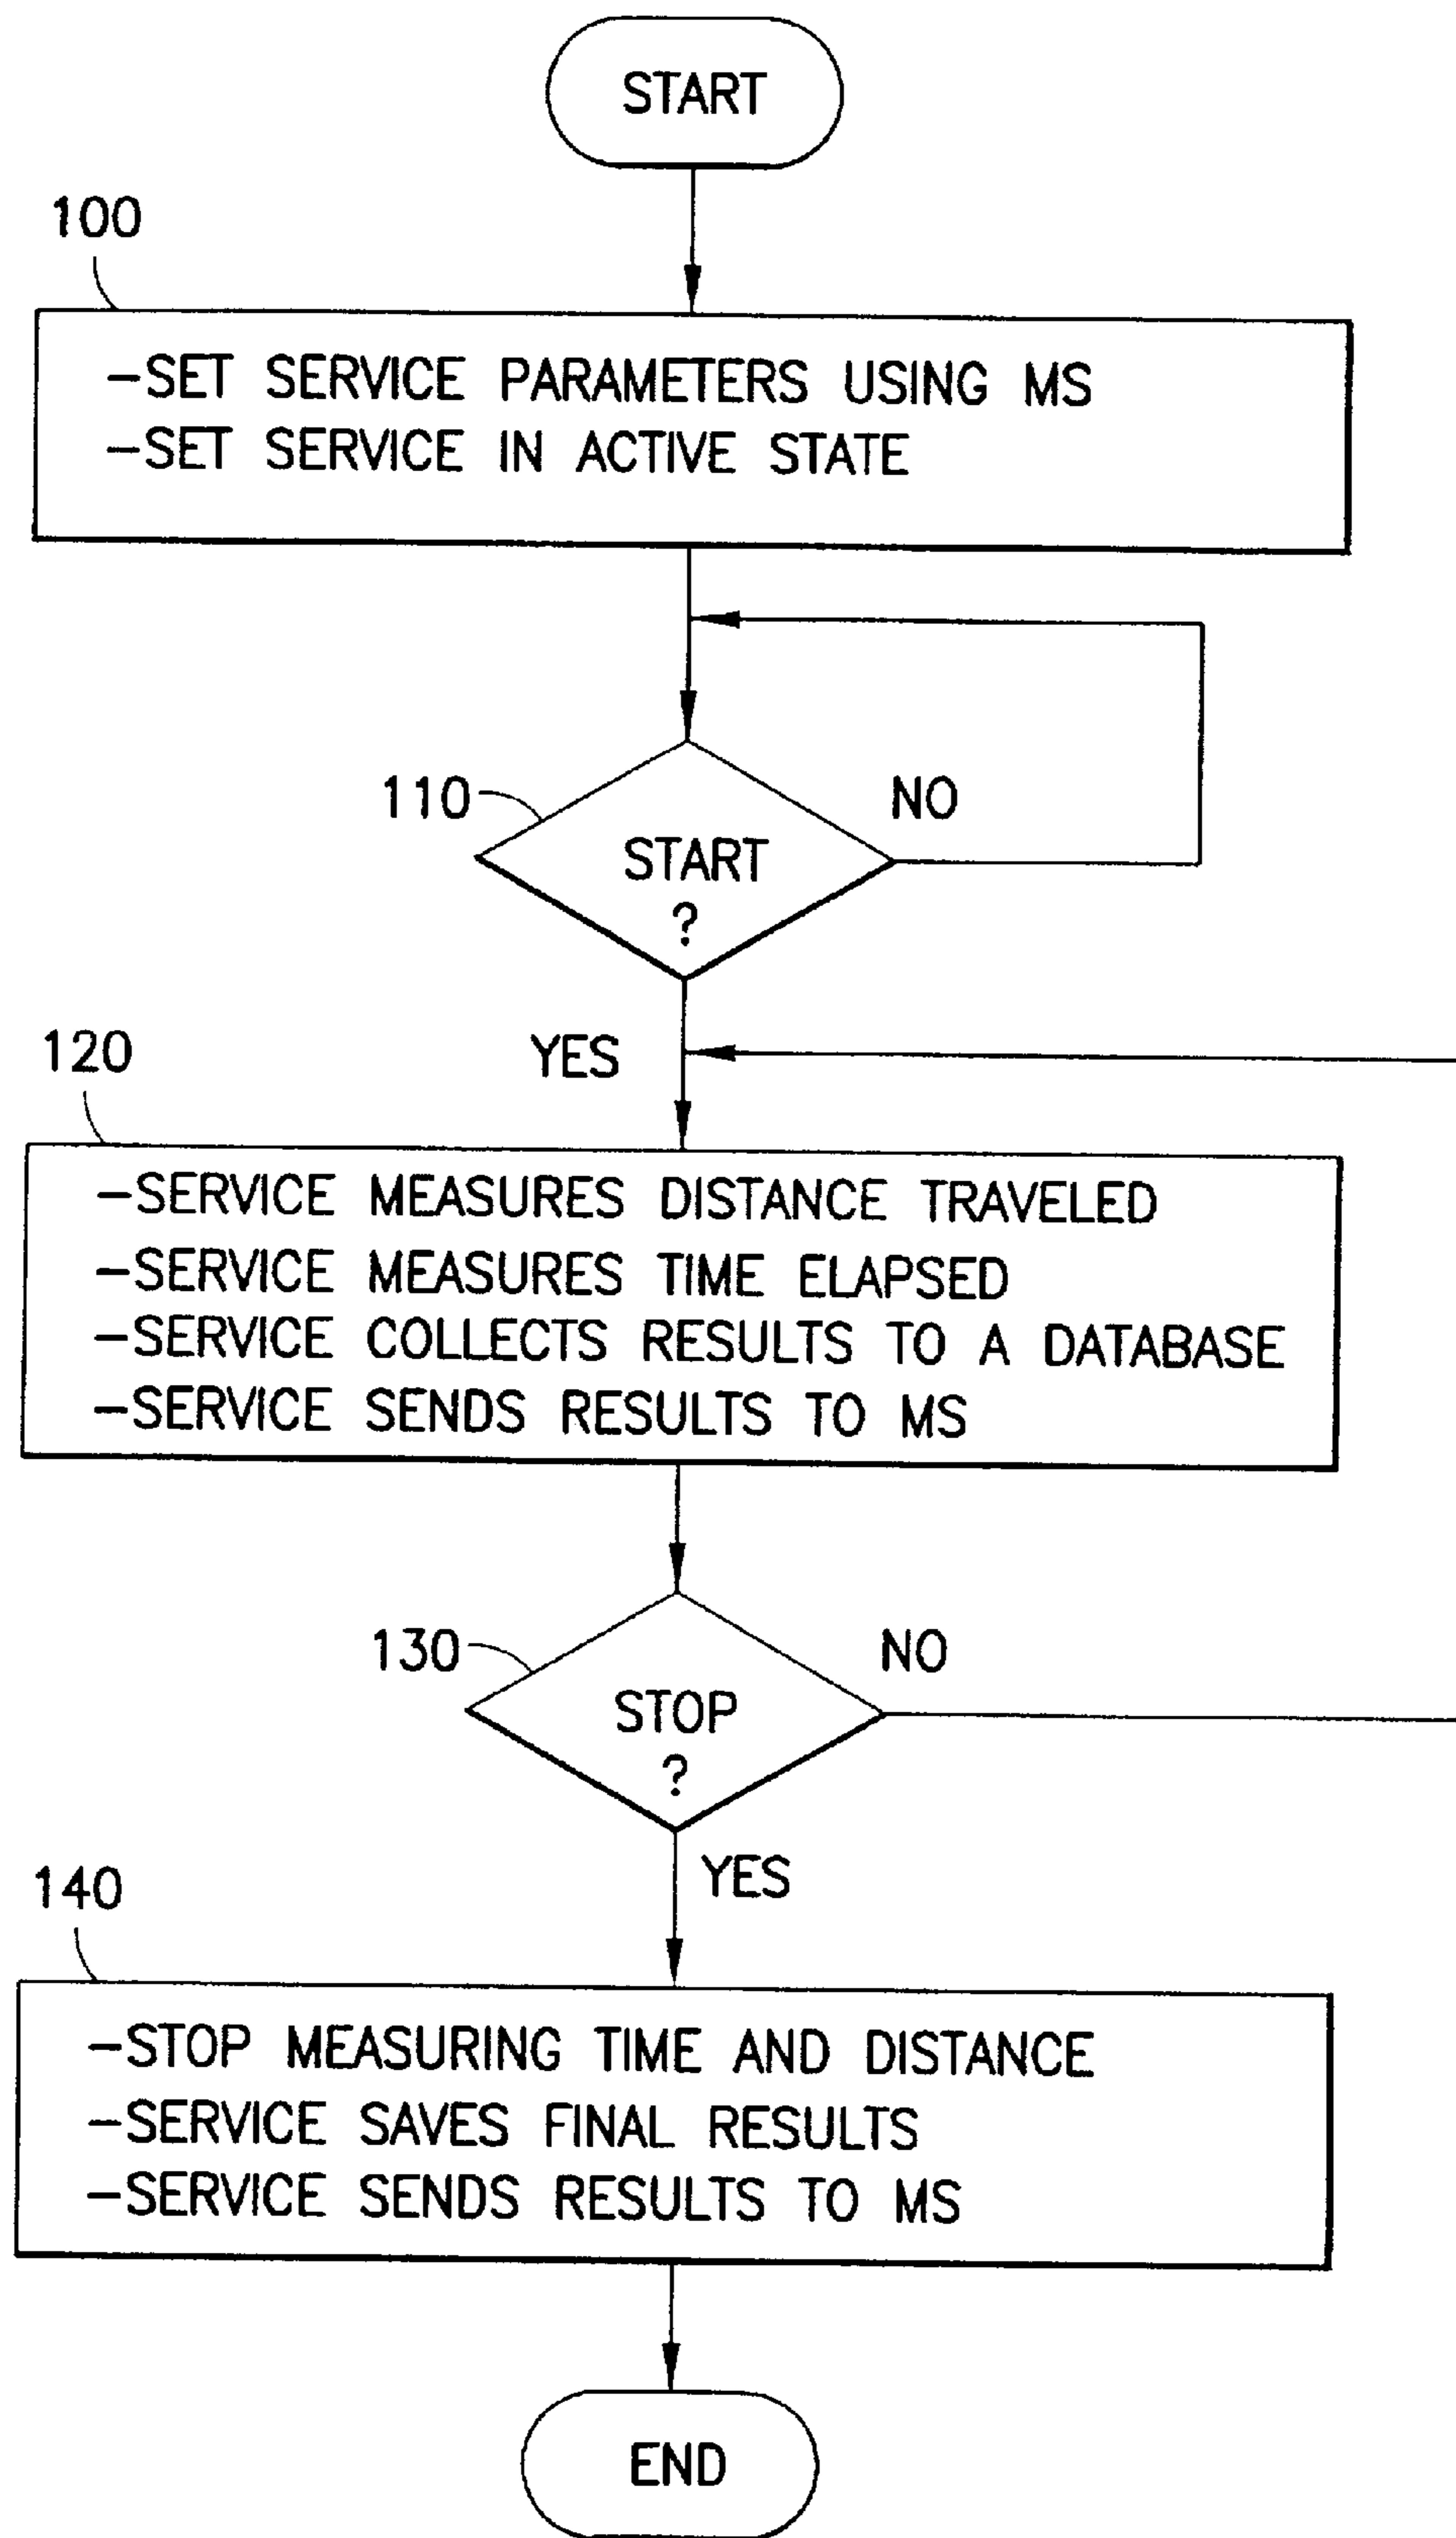 START
100
-SET SERVICE PARAMETERS USING MS
-SET SERVICE IN ACTIVE STATE
110
NO
START
?
YES
120
-SERVICE MEASURES DISTANCE TRAVELED
-SERVICE MEASURES TIME ELAPSED
-SERVICE COLLECTS RESULTS TO A DATABASE
-SERVICE SENDS RESULTS TO MS
130
NO
STOP
?
YES
140
-STOP MEASURING TIME AND DISTANCE
-SERVICE SAVES FINAL RESULTS
-SERVICE SENDS RESULTS TO MS
END